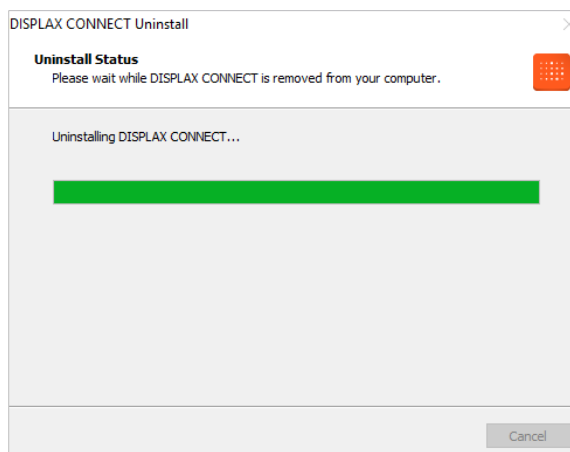 DISPLAX CONNECT Uninstall
Uninstall Status
Please wait while DISPLAX CONNECT is removed from your computer.
Uninstalling DISPLAX CONNECT...
Cancel